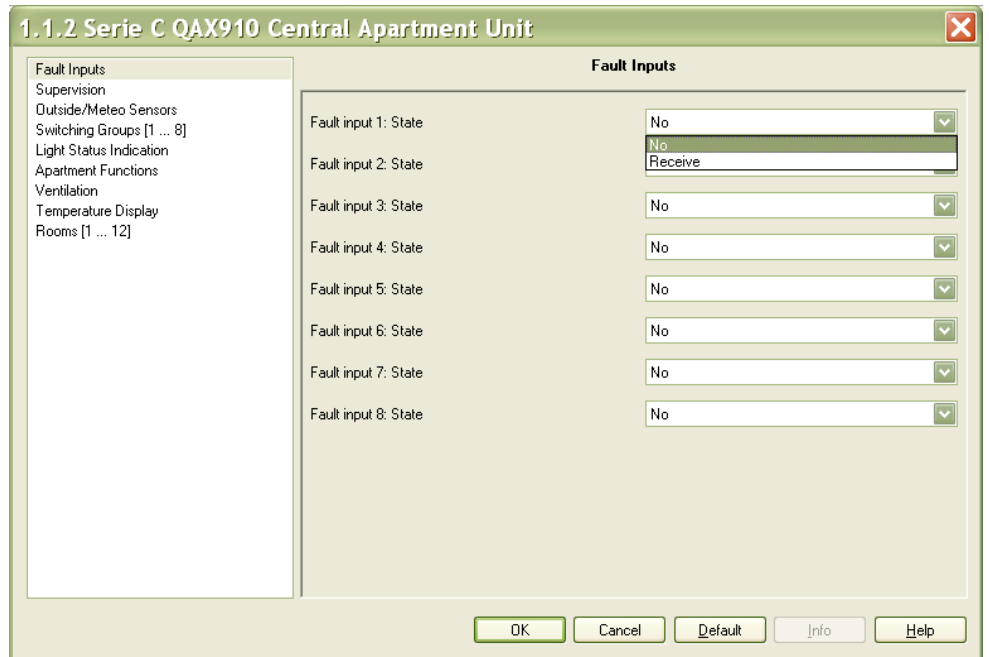 1.1.2 Serie C QAX910 Central Apartment Unit
Fault Inputs
Supervision
Outside/Meteo Sensors
Switching Groups [1 ... 8]
Light Status Indication
Apartment Functions
Ventilation
Temperature Display
Rooms [1 ... 12]
Fault Inputs
Fault input 1: State No
No
Receive
Fault input 2: State
Fault input 3: State No
Fault input 4: State No
Fault input 5: State No
Fault input 6: State No
Fault input 7: State No
Fault input 8: State No
OK Cancel Default Info Help